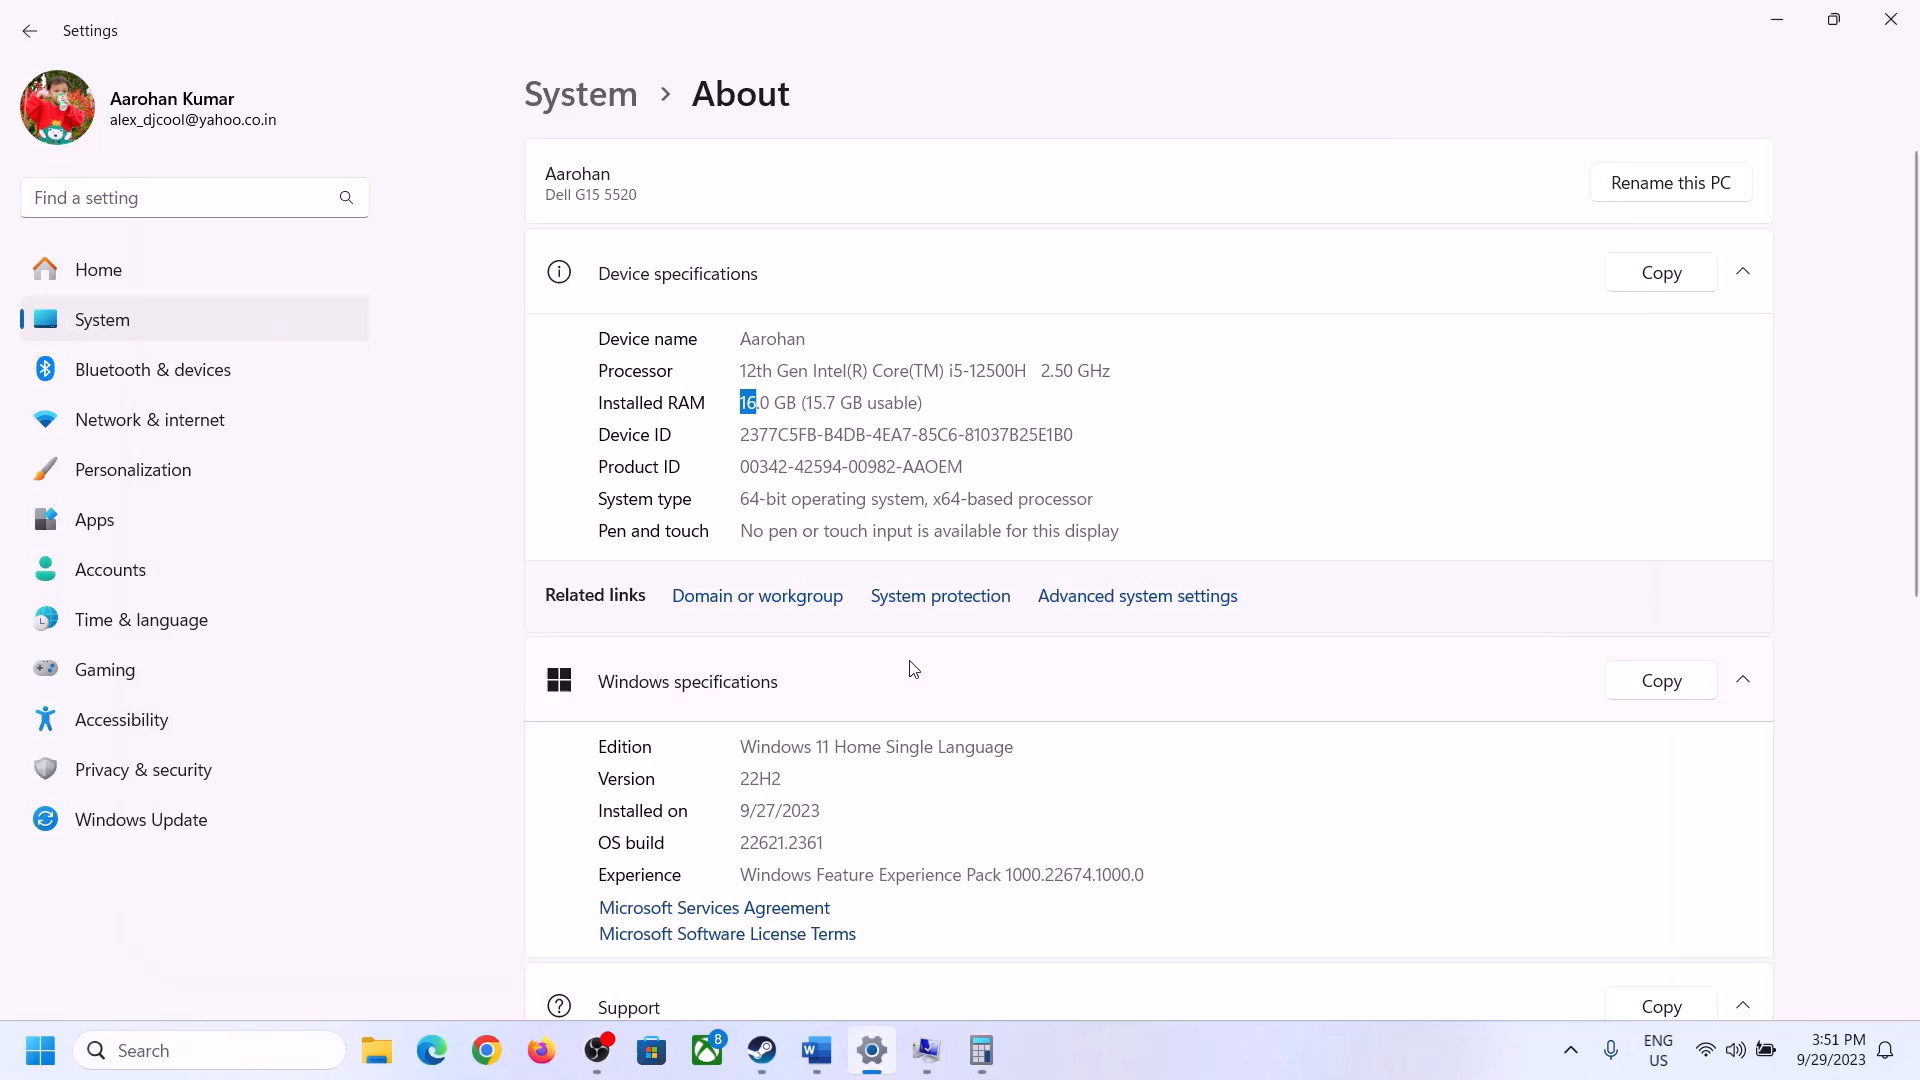 Settings
Aarohan Kumar
alex_djcool@yahoo.co.in
Find a setting
Home
System
Bluetooth & devices
Network & internet
Personalization
Apps
Accounts
Time & language
Gaming
Accessibility
Privacy & security
Windows Update
System > About
Aarohan
Dell G15 5520
Rename this PC
Device specifications
Copy
Device name Aarohan
Processor 12th Gen Intel(R) Core(TM) i5-12500H 2.50 GHz
Installed RAM 16.0 GB (15.7 GB usable)
Device ID 2377C5FB-B4DB-4EA7-85C6-81037B25E1B0
Product ID 00342-42594-00982-AAOEM
System type 64-bit operating system, x64-based processor
Pen and touch No pen or touch input is available for this display
Related links Domain or workgroup System protection Advanced system settings
Windows specifications
Copy
Edition Windows 11 Home Single Language
Version 22H2
Installed on 9/27/2023
OS build 22621.2361
Experience Windows Feature Experience Pack 1000.22674.1000.0
Microsoft Services Agreement
Microsoft Software License Terms
Support
Copy
Search
8
W
ENG
US
3:51 PM
9/29/2023